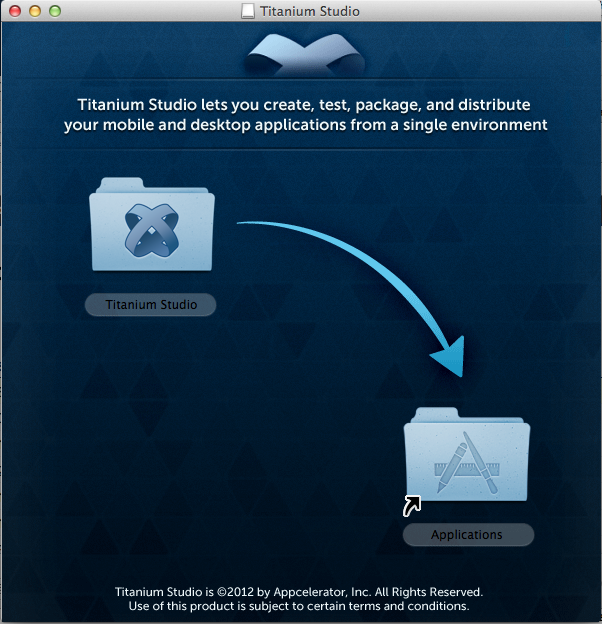 Titanium Studio
Titanium Studio lets you create, test, package, and distribute
your mobile and desktop applications from a single environment
Titanium Studio
Applications
Titanium Studio is ©2012 by Appcelerator, Inc. All Rights Reserved.
Use of this product is subject to certain terms and conditions.